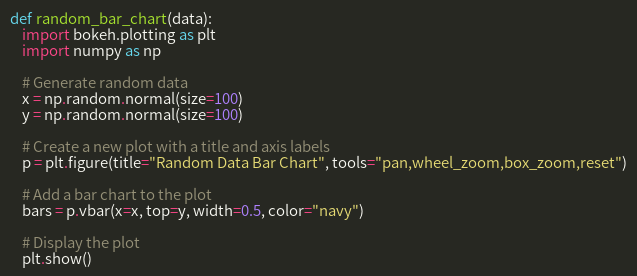 def random_bar_chart(data):
    import bokeh.plotting as plt
    import numpy as np

    # Generate random data
    x = np.random.normal(size=100)
    y = np.random.normal(size=100)

    # Create a new plot with a title and axis labels
    p = plt.figure(title="Random Data Bar Chart", tools="pan,wheel_zoom,box_zoom,reset")

    # Add a bar chart to the plot
    bars = p.vbar(x=x, top=y, width=0.5, color="navy")

    # Display the plot
    plt.show()